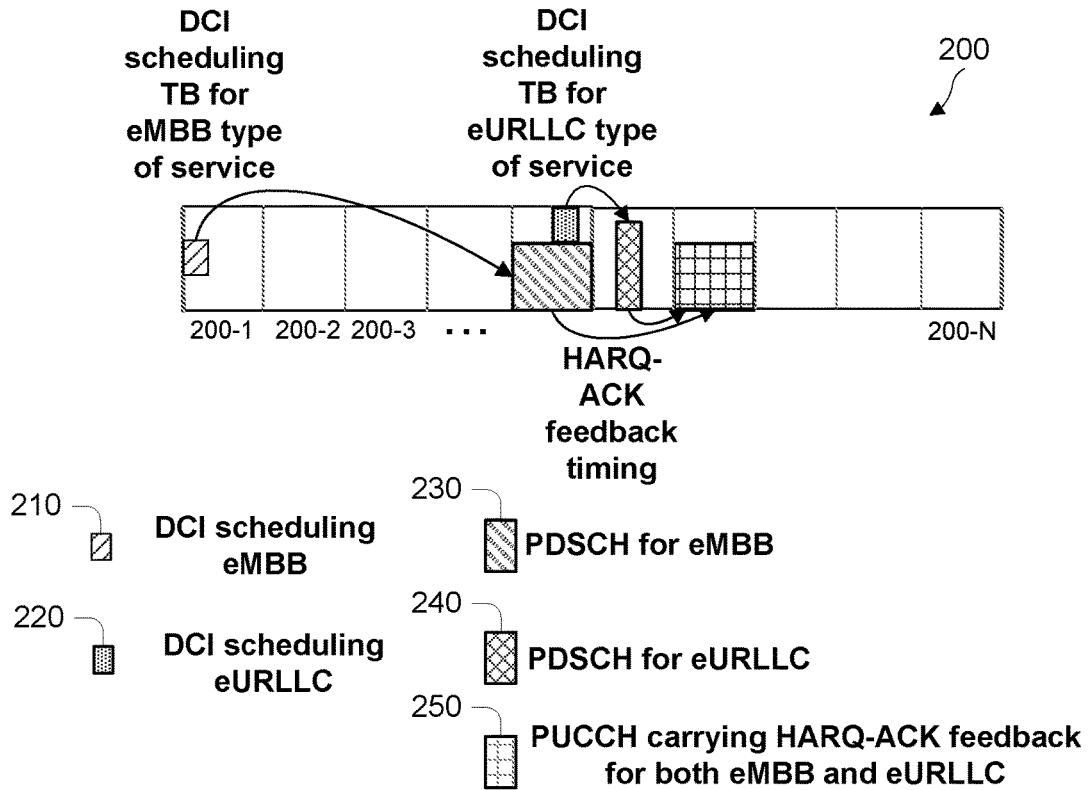 DCI
scheduling
TB for
eMBB type
of service
DCI
scheduling
TB for
eURLLC type
of service
200
200-1
200-2
200-3
...
200-N
HARQ-
ACK
feedback
timing
210
DCI scheduling
eMBB
220
DCI scheduling
eURLLC
230
PDSCH for eMBB
240
PDSCH for eURLLC
250
PUCCH carrying HARQ-ACK feedback
for both eMBB and eURLLC